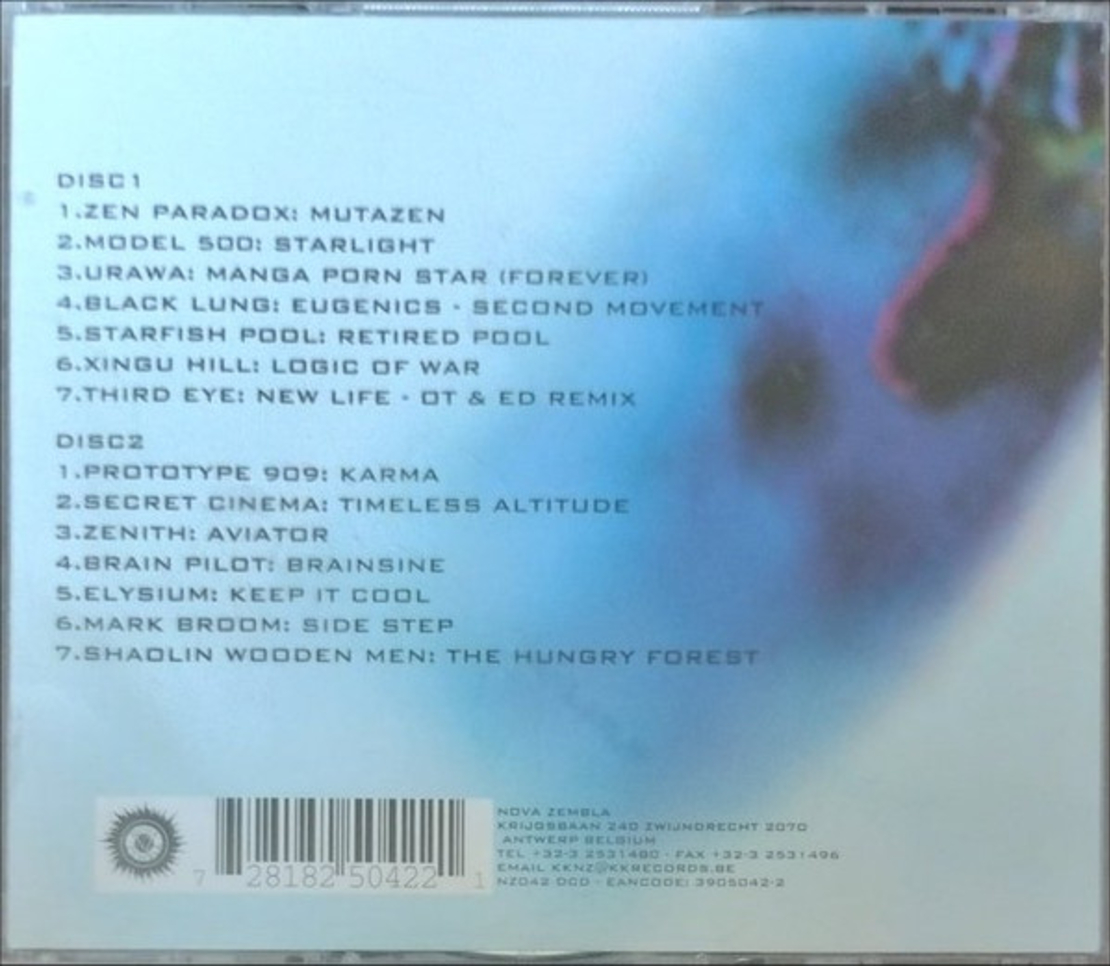 DISC1
1.ZEN PARADOX: MUTAZEN
2.MODEL 500: STARLIGHT
3.URAWA: MANGA PORN STAR (FOREVER)
4.BLACK LUNG: EUGENICS · SECOND MOVEMENT
5.STARFISH POOL: RETIRED POOL
6.XINGU HILL: LOGIC OF WAR
7.THIRD EYE: NEW LIFE · OT & ED REMIX
DISC2
1.PROTOTYPE 909: KARMA
2.SECRET CINEMA: TIMELESS ALTITUDE
3.ZENITH: AVIATOR
4.BRAIN PILOT: BRAINSINE
5.ELYSIUM: KEEP IT COOL
6.MARK BROOM: SIDE STEP
7.SHAOLIN WOODEN MEN: THE HUNGRY FOREST
7 28182 50422 1
NOVA ZEMBLA
KRIJGSBAAN 240 ZWIJNDRECHT 2070
ANTWERP BELGIUM
TEL +32-3 2531480 · FAX +32-3 2531496
EMAIL KKNZ@KKRECORDS.BE
NZ042 DCD · EANCODE: 3905042-2